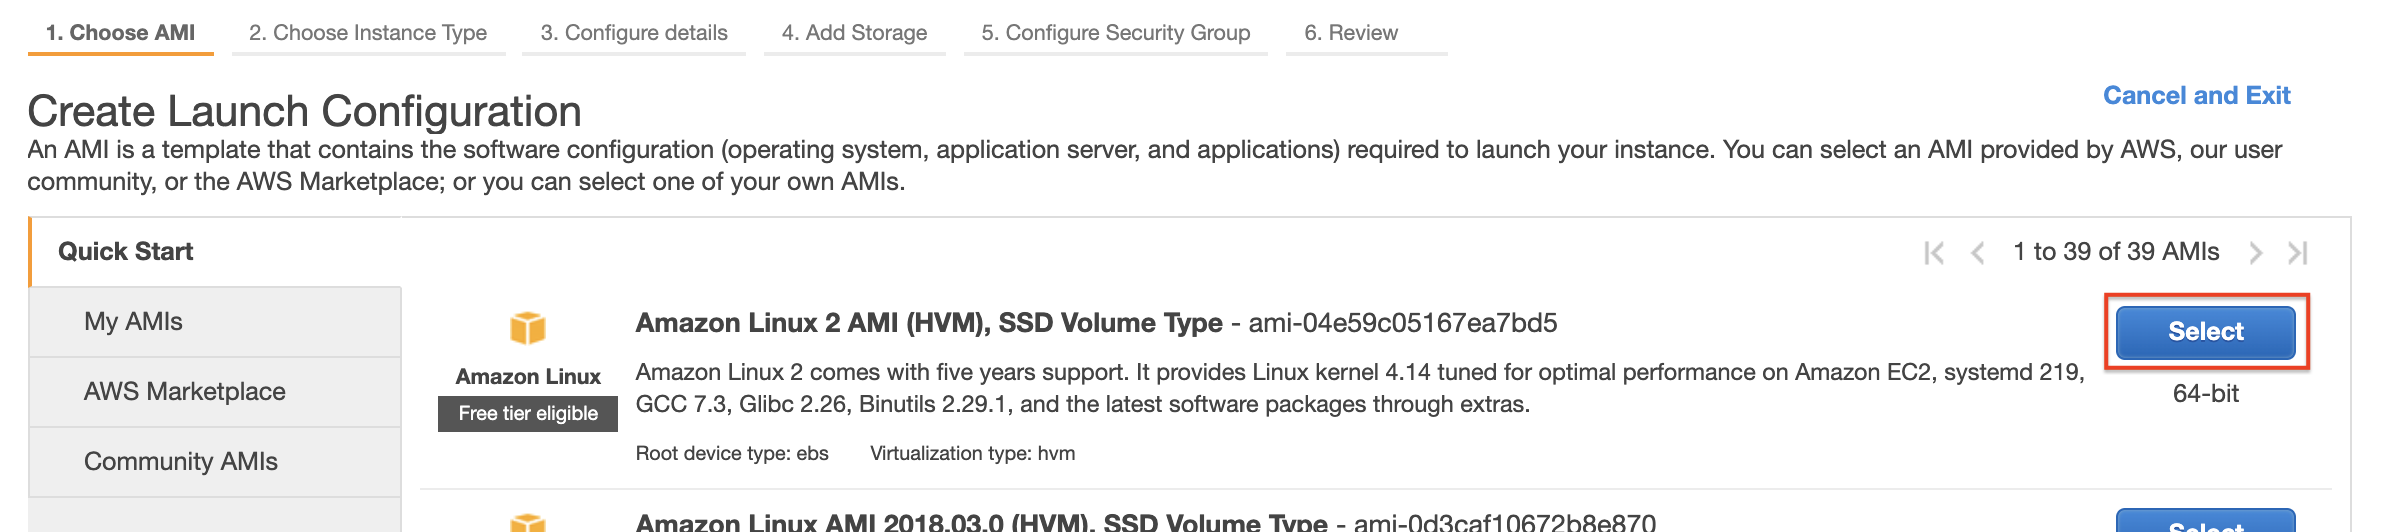 1. Choose AMI 2. Choose Instance Type 3. Configure details 4. Add Storage 5. Configure Security Group 6. Review
Create Launch Configuration
Cancel and Exit
An AMI is a template that contains the software configuration (operating system, application server, and applications) required to launch your instance. You can select an AMI provided by AWS, our user
community, or the AWS Marketplace; or you can select one of your own AMIs.
Quick Start
My AMIs
AWS Marketplace
Community AMIs
1 to 39 of 39 AMIs
Amazon Linux
Free tier eligible
Amazon Linux 2 AMI (HVM), SSD Volume Type - ami-04e59c05167ea7bd5
Amazon Linux 2 comes with five years support. It provides Linux kernel 4.14 tuned for optimal performance on Amazon EC2, systemd 219,
GCC 7.3, Glibc 2.26, Binutils 2.29.1, and the latest software packages through extras.
Root device type: ebs Virtualization type: hvm
Select
64-bit
Amazon Linux AMI 2018.03.0 (HVM), SSD Volume Type - ami-0d3caf10672b8e870
Select